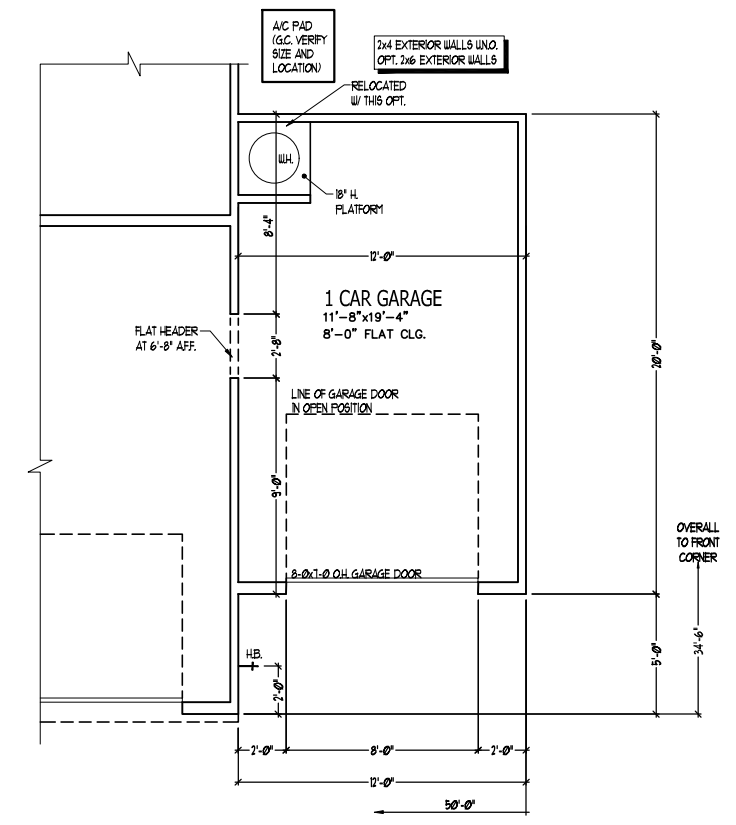 A/C PAD
(G.C. VERIFY
SIZE AND
LOCATION)
2x4 EXTERIOR WALLS U.N.O.
OPT. 2x6 EXTERIOR WALLS
RELOCATED
W/ THIS OPT.
W.H.
18" H.
PLATFORM
8'-4"
12'-0"
1 CAR GARAGE
11'-8"x19'-4"
8'-0" FLAT CLG.
FLAT HEADER
AT 6'-8" A.F.F.
2'-8"
20'-0"
LINE OF GARAGE DOOR
IN OPEN POSITION
9'-0"
OVERALL
TO FRONT
CORNER
8-0x7-0 O.H. GARAGE DOOR
H.B.
2'-0"
5'-0"
34'-6"
2'-0"
8'-0"
2'-0"
12'-0"
50'-0"